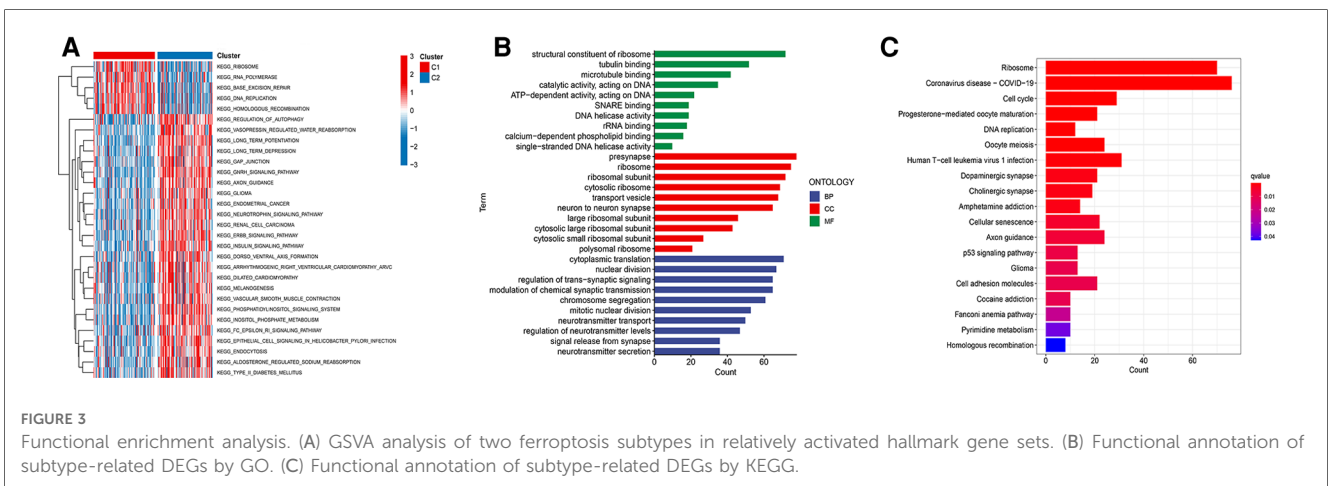 A
Cluster
KEGG_RIBOSOME
KEGG_RNA_POLYMERASE
KEGG_BASE_EXCISION_REPAIR
KEGG_DNA_REPLICATION
KEGG_HOMOLOGOUS_RECOMBINATION
KEGG_REGULATION_OF_AUTOPHAGY
KEGG_VASOPRESSIN_REGULATED_WATER_REABSORPTION
KEGG_LONG_TERM_POTENTIATION
KEGG_LONG_TERM_DEPRESSION
KEGG_GAP_JUNCTION
KEGG_GNRH_SIGNALING_PATHWAY
KEGG_AXON_GUIDANCE
KEGG_GLIOMA
KEGG_ENDOMETRIAL_CANCER
KEGG_NEUROTROPHIN_SIGNALING_PATHWAY
KEGG_RENAL_CELL_CARCINOMA
KEGG_ERBB_SIGNALING_PATHWAY
KEGG_INSULIN_SIGNALING_PATHWAY
KEGG_DORSO_VENTRAL_AXIS_FORMATION
KEGG_ARRHYTHMOGENIC_RIGHT_VENTRICULAR_CARDIOMYOPATHY_ARVC
KEGG_DILATED_CARDIOMYOPATHY
KEGG_MELANOGENESIS
KEGG_VASCULAR_SMOOTH_MUSCLE_CONTRACTION
KEGG_PHOSPHATIDYLINOSITOL_SIGNALING_SYSTEM
KEGG_INOSITOL_PHOSPHATE_METABOLISM
KEGG_FC_EPSILON_RI_SIGNALING_PATHWAY
KEGG_EPITHELIAL_CELL_SIGNALING_IN_HELICOBACTER_PYLORI_INFECTION
KEGG_ENDOCYTOSIS
KEGG_ALDOSTERONE_REGULATED_SODIUM_REABSORPTION
KEGG_TYPE_II_DIABETES_MELLITUS
3
2
1
0
−1
−2
−3
Cluster
C1
C2
B
Term
structural constituent of ribosome
tubulin binding
microtubule binding
catalytic activity, acting on DNA
ATP-dependent activity, acting on DNA
SNARE binding
DNA helicase activity
rRNA binding
calcium-dependent phospholipid binding
single-stranded DNA helicase activity
presynapse
ribosome
ribosomal subunit
cytosolic ribosome
transport vesicle
neuron to neuron synapse
large ribosomal subunit
cytosolic large ribosomal subunit
cytosolic small ribosomal subunit
polysomal ribosome
cytoplasmic translation
nuclear division
regulation of trans-synaptic signaling
modulation of chemical synaptic transmission
chromosome segregation
mitotic nuclear division
neurotransmitter transport
regulation of neurotransmitter levels
signal release from synapse
neurotransmitter secretion
0 20 40 60
Count
ONTOLOGY
BP
CC
MF
C
Ribosome
Coronavirus disease − COVID−19
Cell cycle
Progesterone−mediated oocyte maturation
DNA replication
Oocyte meiosis
Human T−cell leukemia virus 1 infection
Dopaminergic synapse
Cholinergic synapse
Amphetamine addiction
Cellular senescence
Axon guidance
p53 signaling pathway
Glioma
Cell adhesion molecules
Cocaine addiction
Fanconi anemia pathway
Pyrimidine metabolism
Homologous recombination
0 20 40 60
Count
qvalue
0.01
0.02
0.03
0.04
FIGURE 3
Functional enrichment analysis. (A) GSVA analysis of two ferroptosis subtypes in relatively activated hallmark gene sets. (B) Functional annotation of
subtype-related DEGs by GO. (C) Functional annotation of subtype-related DEGs by KEGG.